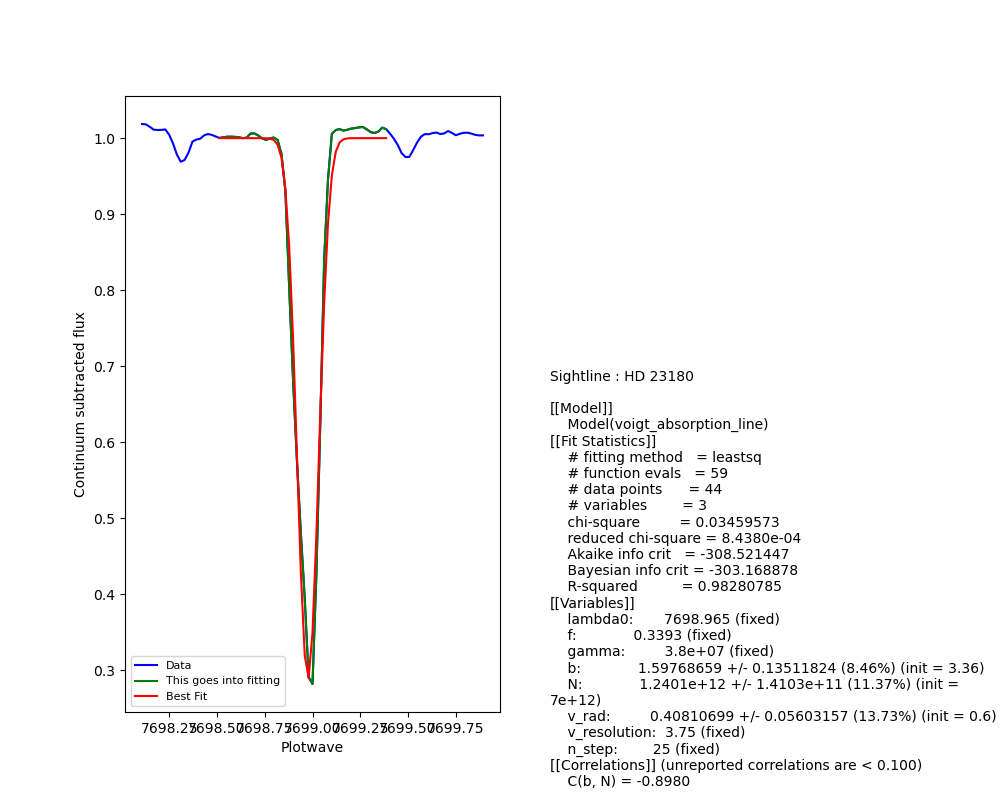 1.0
0.9
0.8
0.7
0.6
0.5
0.4
0.3
Continuum subtracted flux
Data
This goes into fitting
Best Fit
7698.25 7698.50 7698.75 7699.00 7699.25 7699.50 7699.75
Plotwave
Sightline : HD 23180
[[Model]]
Model(voigt_absorption_line)
[[Fit Statistics]]
# fitting method = leastsq
# function evals = 59
# data points = 44
# variables = 3
chi-square = 0.03459573
reduced chi-square = 8.4380e-04
Akaike info crit = -308.521447
Bayesian info crit = -303.168878
R-squared = 0.98280785
[[Variables]]
lambda0: 7698.965 (fixed)
f: 0.3393 (fixed)
gamma: 3.8e+07 (fixed)
b: 1.59768659 +/- 0.13511824 (8.46%) (init = 3.36)
N: 1.2401e+12 +/- 1.4103e+11 (11.37%) (init =
7e+12)
v_rad: 0.40810699 +/- 0.05603157 (13.73%) (init = 0.6)
v_resolution: 3.75 (fixed)
n_step: 25 (fixed)
[[Correlations]] (unreported correlations are < 0.100)
C(b, N) = -0.8980